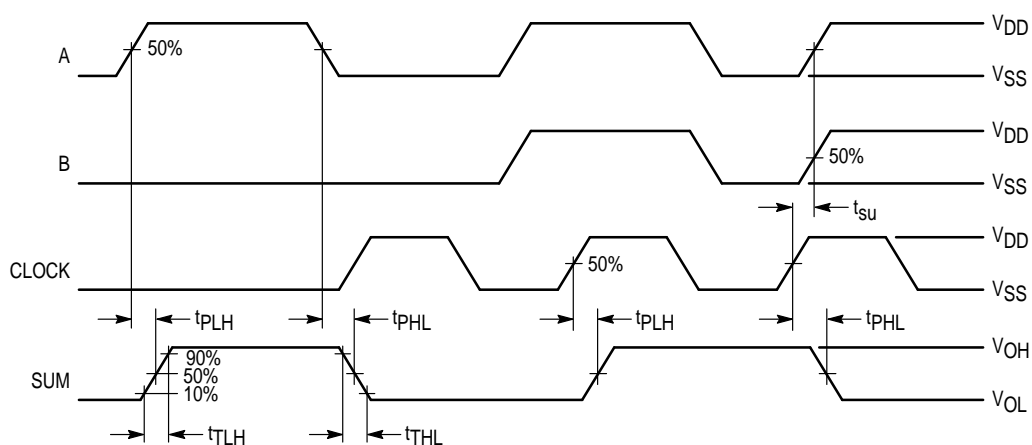 A
50%
VDD
VSS
B
50%
VDD
VSS
tsu
CLOCK
50%
VDD
VSS
tPLH
tPHL
tPLH
tPHL
SUM
90%
50%
10%
VOH
VOL
tTLH
tTHL